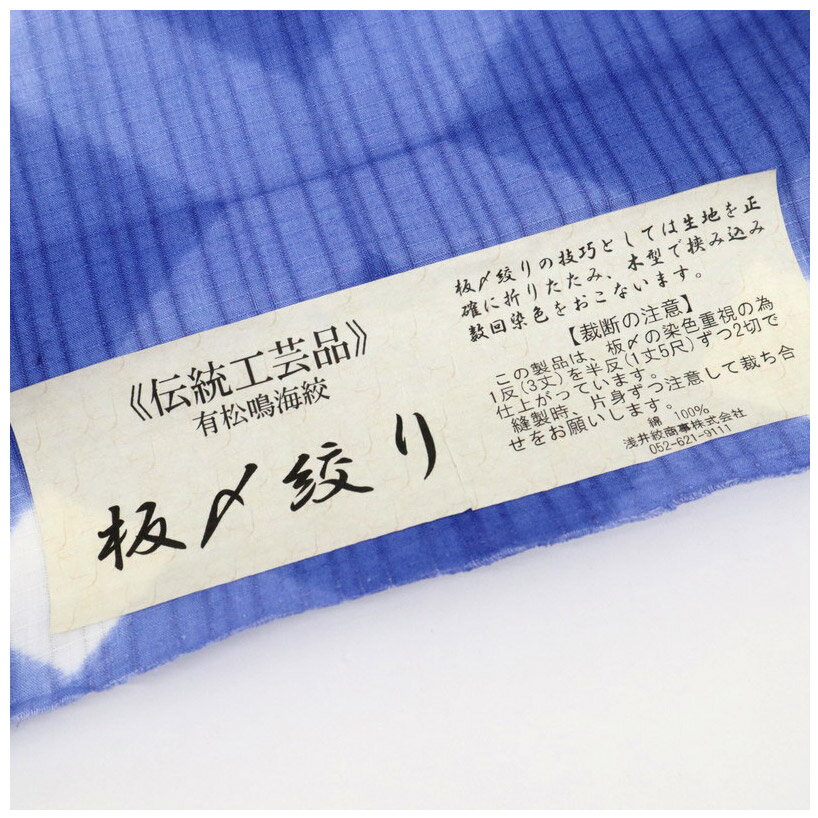 《伝統工芸品》
有松鳴海絞
板〆絞り
板〆絞りの技巧としては生地を正
確に折りたたみ、木型で挟み込み
数回染色をおこないます。
【裁断の注意】
この製品は、板〆の染色重視の為
1反(3丈)を半反(1丈5尺)ずつ2切で
仕上がっています。
縫製時、片身ずつ注意して裁ち合
せをお願いします。
綿 100%
浅井絞商事株式会社
052-621-9111